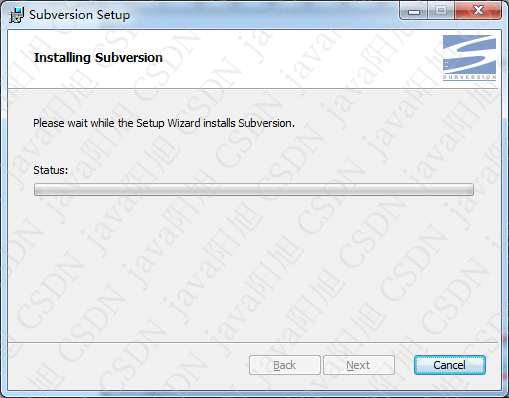 Subversion Setup
Installing Subversion
SUBVERSION
Please wait while the Setup Wizard installs Subversion.
Status:
Back
Next
Cancel
CSDN java阳旭